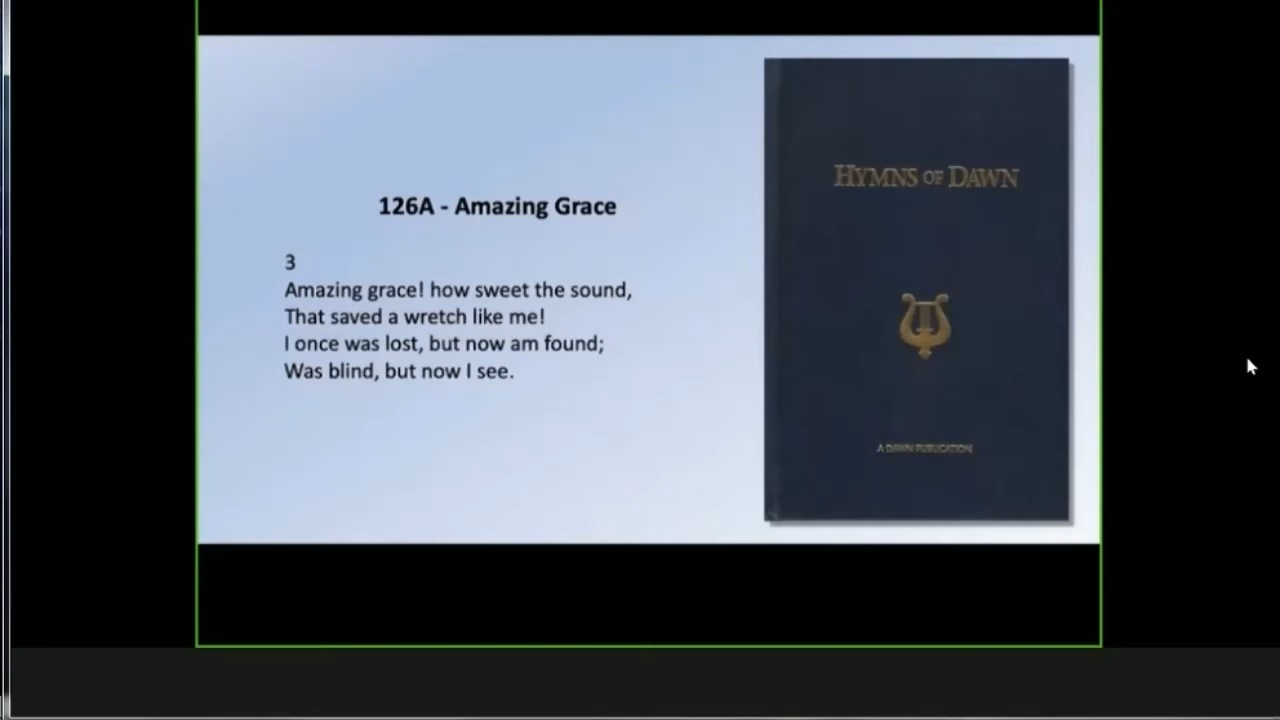 126A - Amazing Grace
3
Amazing grace! how sweet the sound,
That saved a wretch like me!
I once was lost, but now am found;
Was blind, but now I see.
HYMNS OF DAWN
A DAWN PUBLICATION